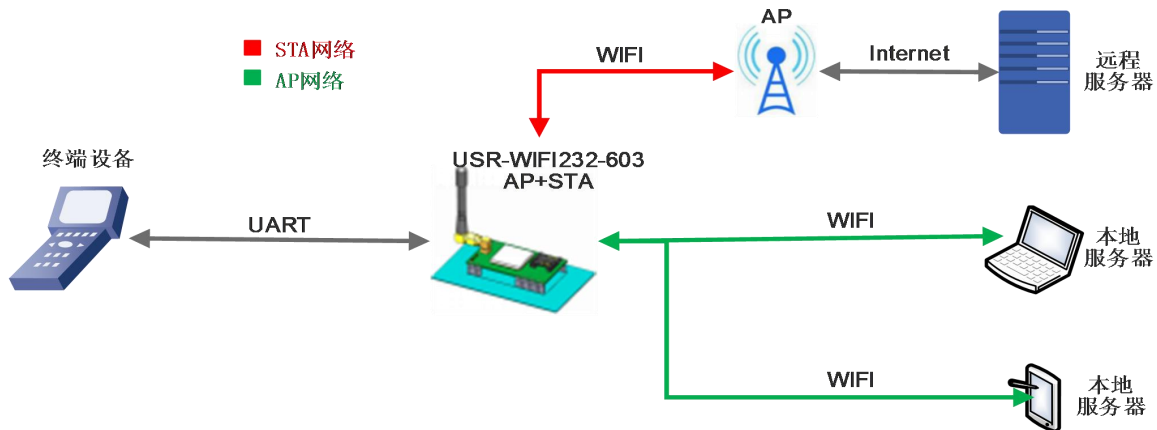 AP
STA网络
AP网络
WIFI
Internet
远程
服务器
终端设备
USR-WIFI232-603
AP+STA
UART
WIFI
本地
服务器
WIFI
本地
服务器